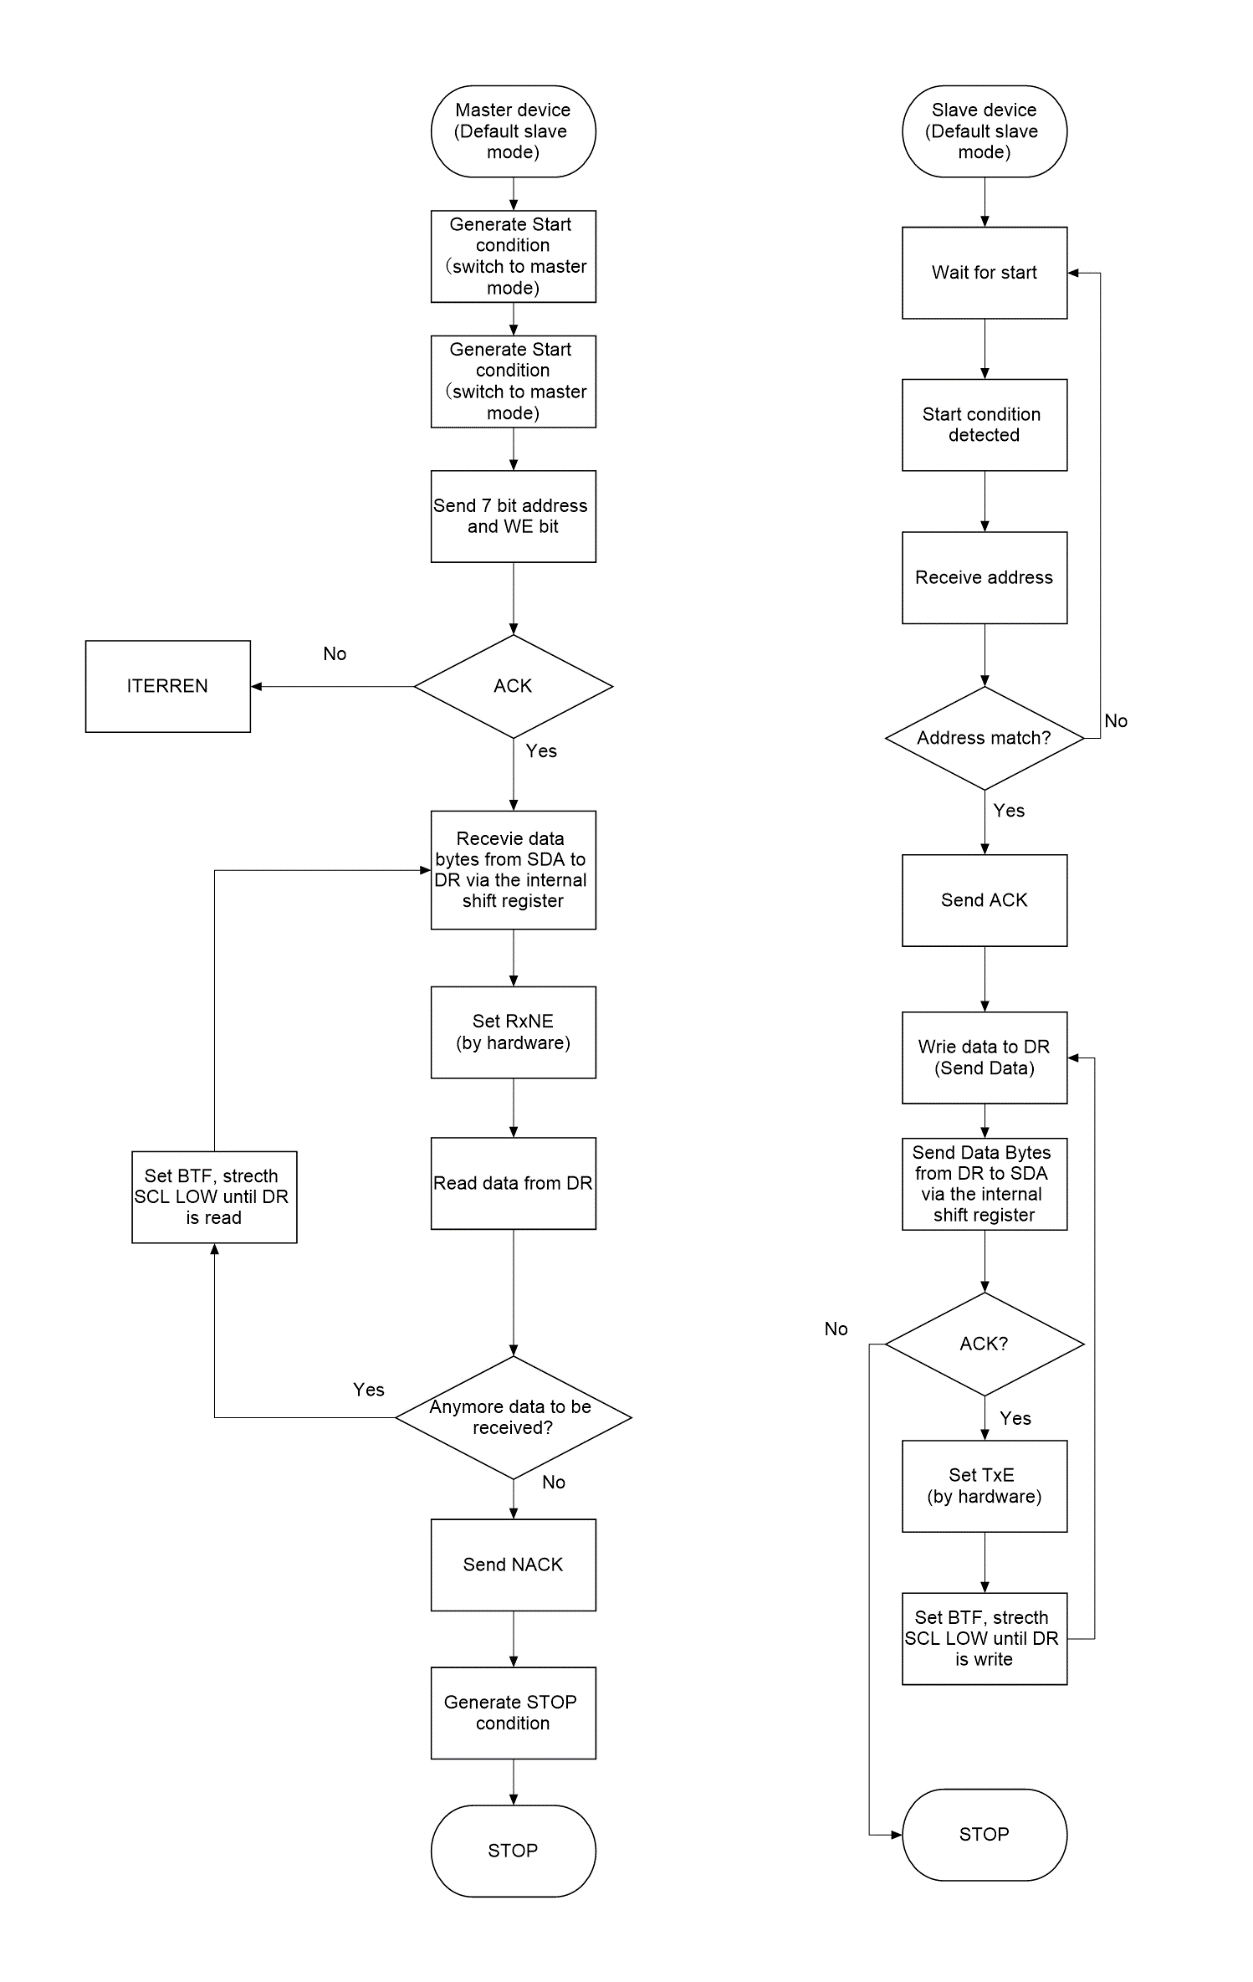 Master device
(Default slave
mode)
Generate Start
condition
（switch to master
mode)
Generate Start
condition
（switch to master
mode)
Send 7 bit address
and WE bit
ACK
No
ITERREN
Yes
Recevie data
bytes from SDA to
DR via the internal
shift register
Set RxNE
(by hardware)
Read data from DR
Set BTF, strecth
SCL LOW until DR
is read
Anymore data to be
received?
Yes
No
Send NACK
Generate STOP
condition
STOP
Slave device
(Default slave
mode)
Wait for start
Start condition
detected
Receive address
Address match?
No
Yes
Send ACK
Wrie data to DR
(Send Data)
Send Data Bytes
from DR to SDA
via the internal
shift register
ACK?
No
Yes
Set TxE
(by hardware)
Set BTF, strecth
SCL LOW until DR
is write
STOP